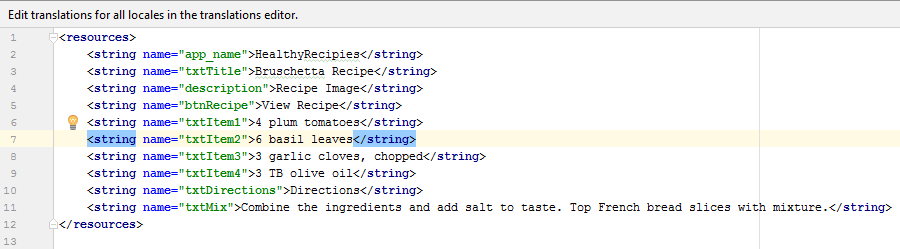 Edit translations for all locales in the translations editor.
1 <resources>
2 <string name="app_name">HealthyRecipies</string>
3 <string name="txtTitle">Bruschetta Recipe</string>
4 <string name="description">Recipe Image</string>
5 <string name="btnRecipe">View Recipe</string>
6 <string name="txtItem1">4 plum tomatoes</string>
7 <string name="txtItem2">6 basil leaves</string>
8 <string name="txtItem3">3 garlic cloves, chopped</string>
9 <string name="txtItem4">3 TB olive oil</string>
10 <string name="txtDirections">Directions</string>
11 <string name="txtMix">Combine the ingredients and add salt to taste. Top French bread slices with mixture.</string>
12 </resources>
13